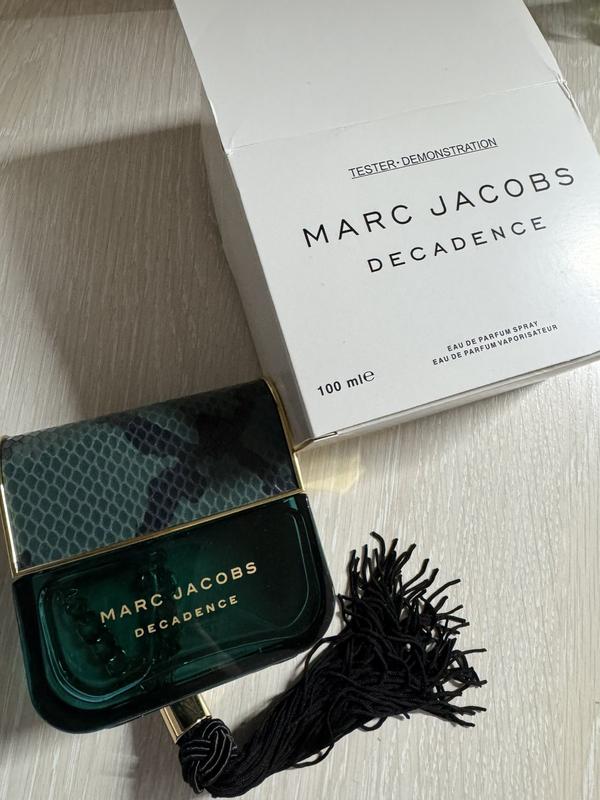 TESTER•DEMONSTRATION
MARC JACOBS
DECADENCE
EAU DE PARFUM SPRAY
EAU DE PARFUM VAPORISATEUR
100 ml℮
MARC JACOBS
DECADENCE